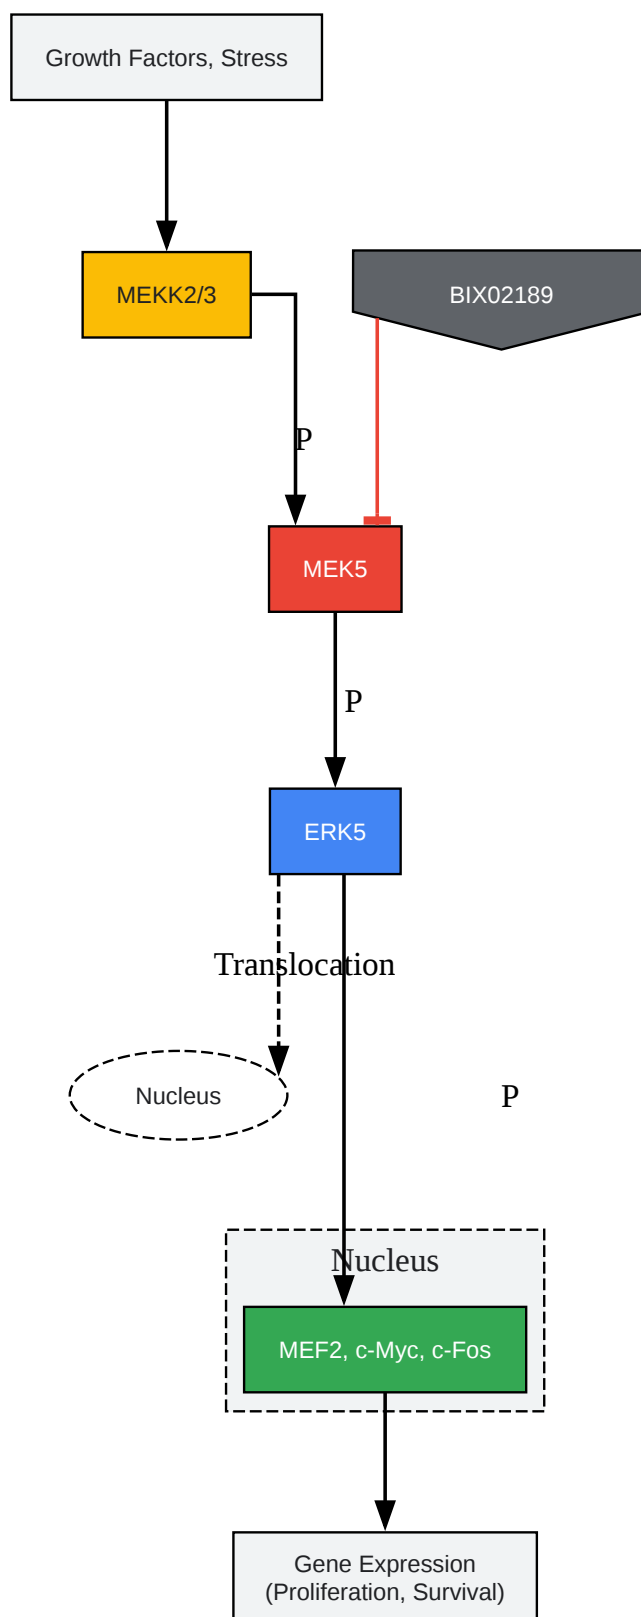 Growth Factors, Stress
MEKK2/3
BIX02189
P
MEK5
P
ERK5
Translocation
Nucleus
P
Nucleus
MEF2, c-Myc, c-Fos
Gene Expression
(Proliferation, Survival)